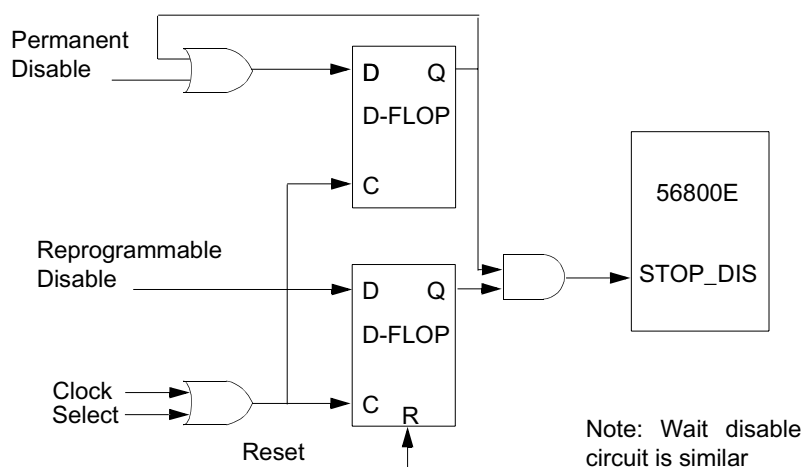 Permanent
Disable
D Q
D-FLOP
C
56800E
STOP_DIS
Reprogrammable
Disable
D Q
D-FLOP
C
R
Clock
Select
Reset
Note: Wait disable
circuit is similar